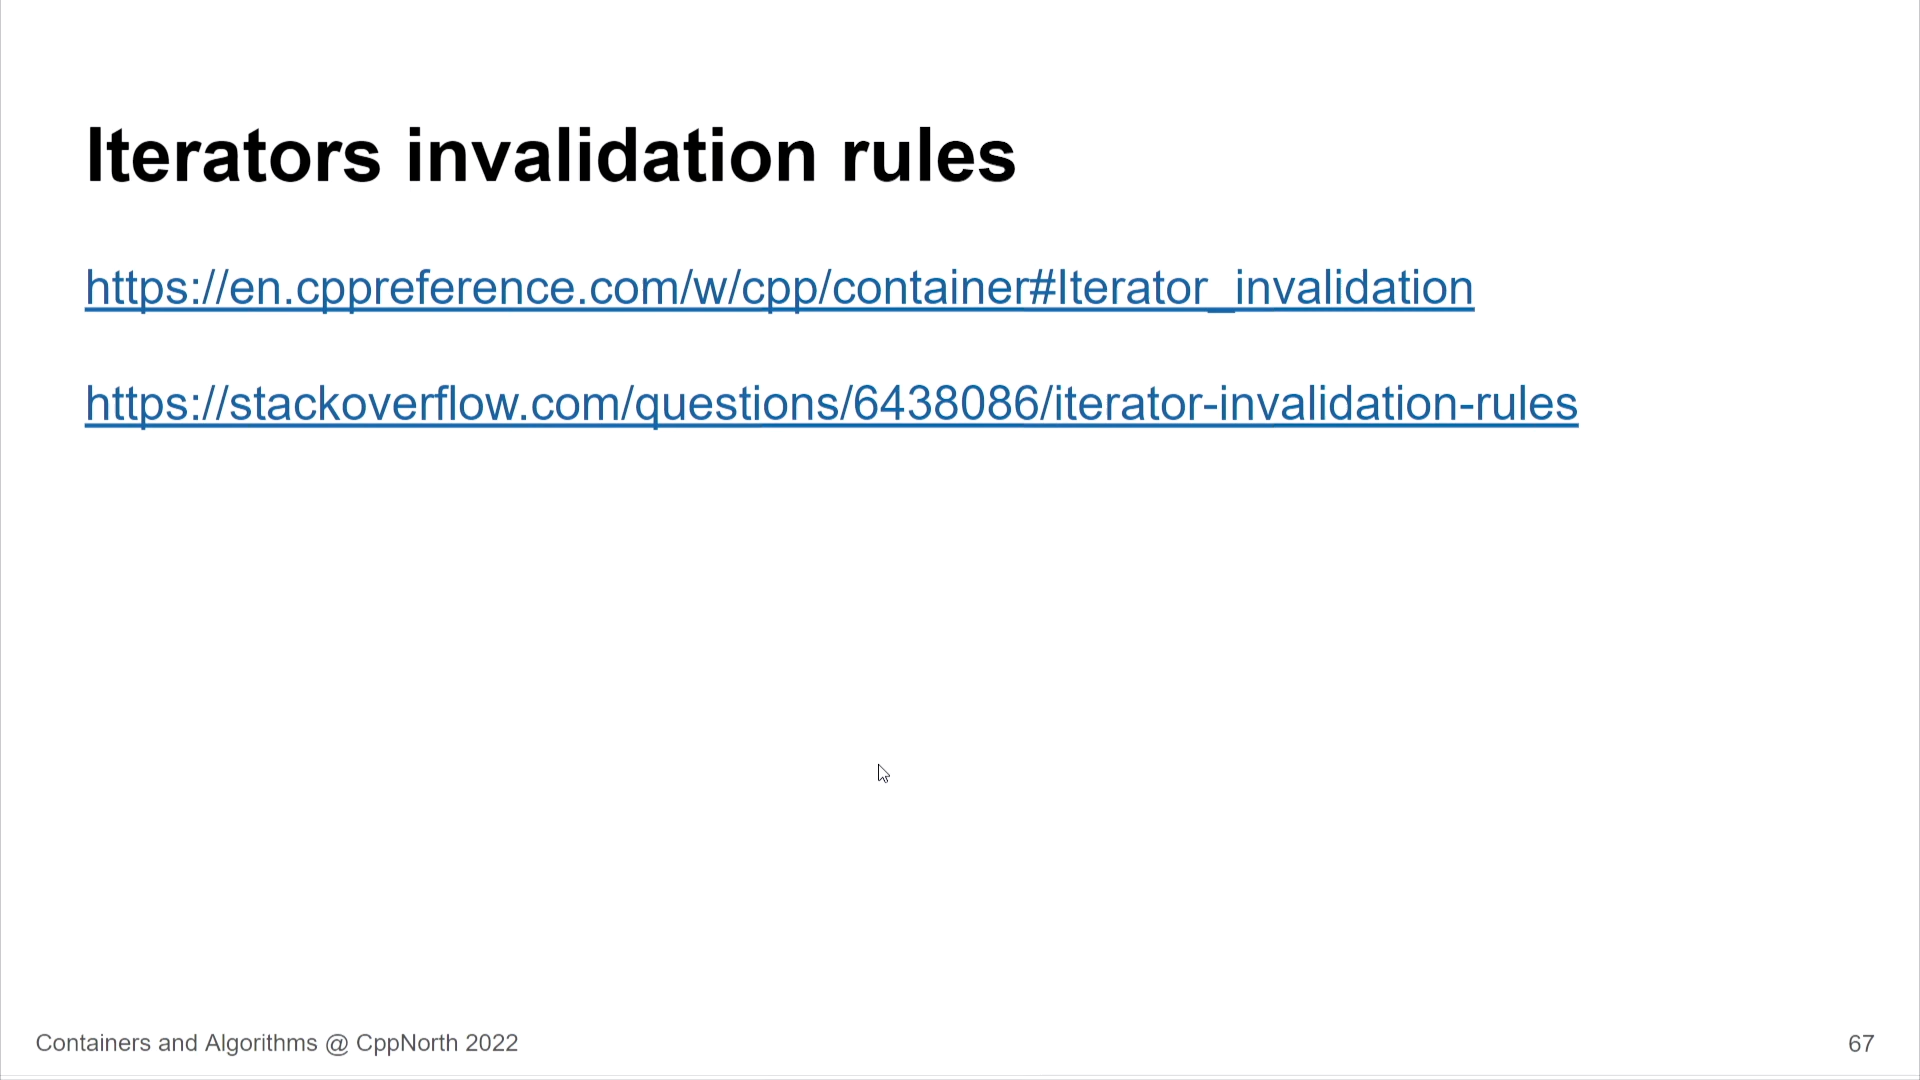 Iterators invalidation rules
https://en.cppreference.com/w/cpp/container#Iterator_invalidation
https://stackoverflow.com/questions/6438086/iterator-invalidation-rules
Containers and Algorithms @ CppNorth 2022
67